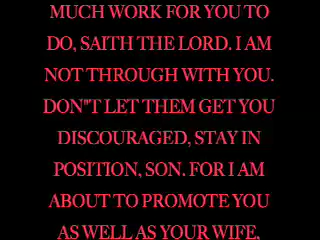 MUCH WORK FOR YOU TO
DO, SAITH THE LORD. I AM
NOT THROUGH WITH YOU.
DON"T LET THEM GET YOU
DISCOURAGED, STAY IN
POSITION, SON. FOR I AM
ABOUT TO PROMOTE YOU
AS WELL AS YOUR WIFE.